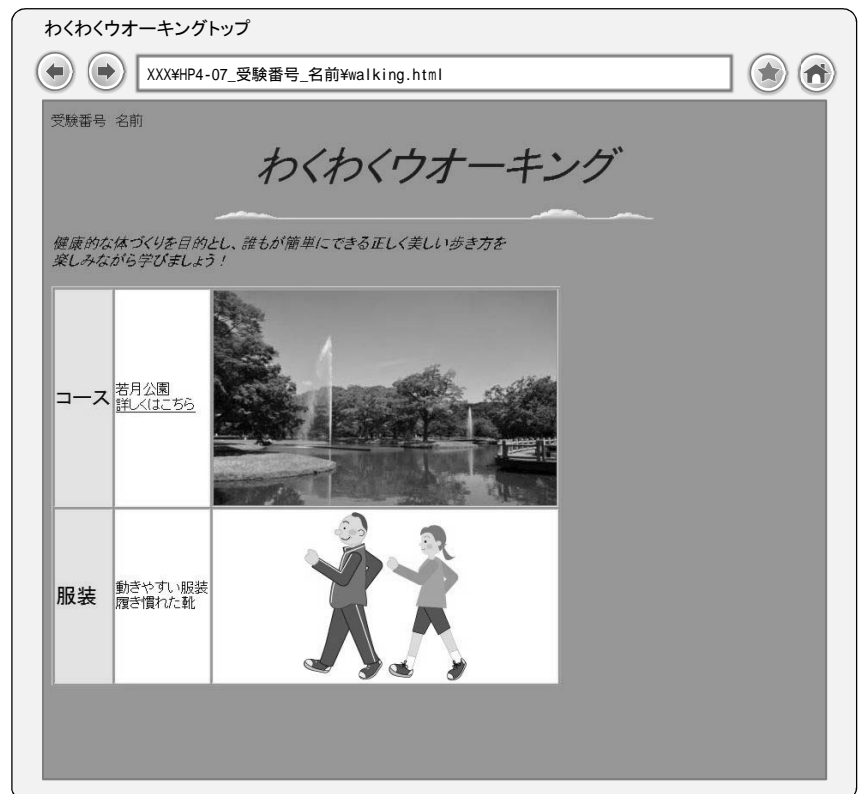 わくわくウオーキングトップ
XXX¥HP4-07_受験番号_名前¥walking.html
受験番号 名前
わくわくウオーキング
健康的な体づくりを目的とし、誰もが簡単にできる正しく美しい歩き方を
楽しみながら学びましょう！
コース
若月公園
詳しくはこちら
服装
動きやすい服装
履き慣れた靴